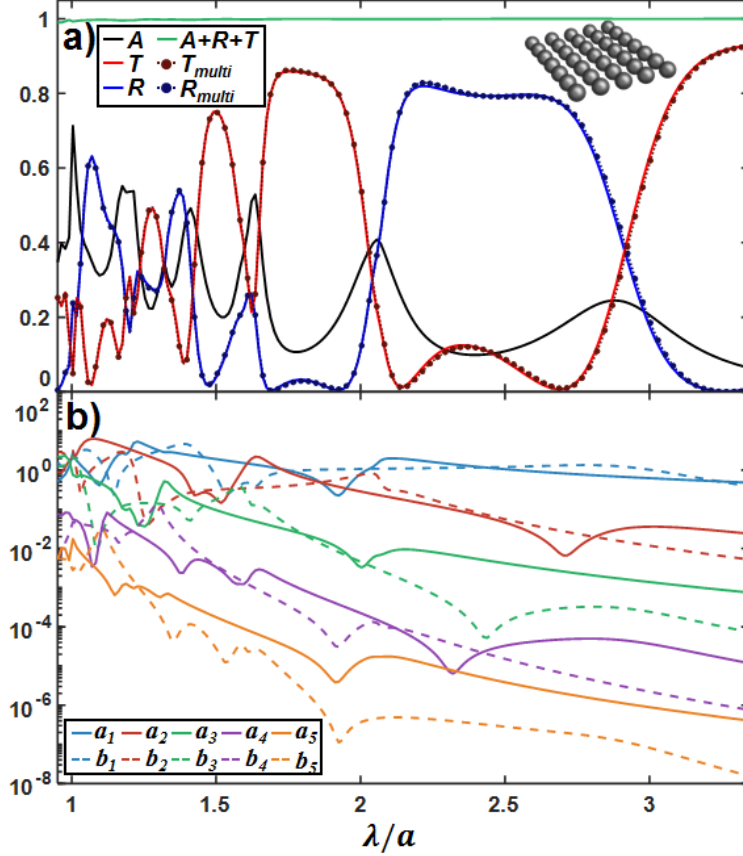 1
0.8
0.6
0.4
0.2
0
a)
A A+R+T
T T_multi
R R_multi
b)
10^2
10^0
10^-2
10^-4
10^-6
10^-8
a_1 a_2 a_3 a_4 a_5
b_1 b_2 b_3 b_4 b_5
1 1.5 2 2.5 3
λ/a